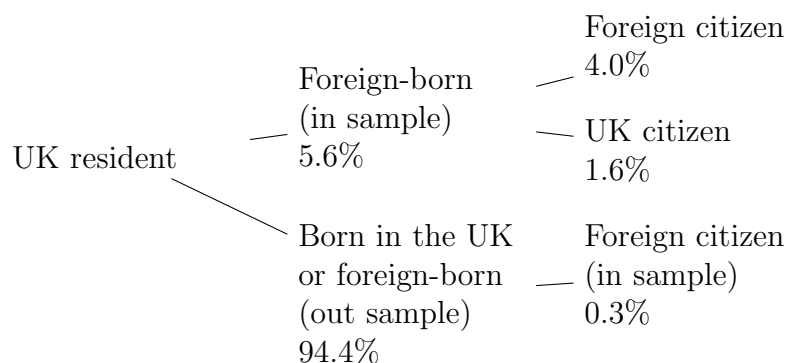 UK resident
Foreign-born
(in sample)
5.6%
Foreign citizen
4.0%
UK citizen
1.6%
Born in the UK
or foreign-born
(out sample)
94.4%
Foreign citizen
(in sample)
0.3%